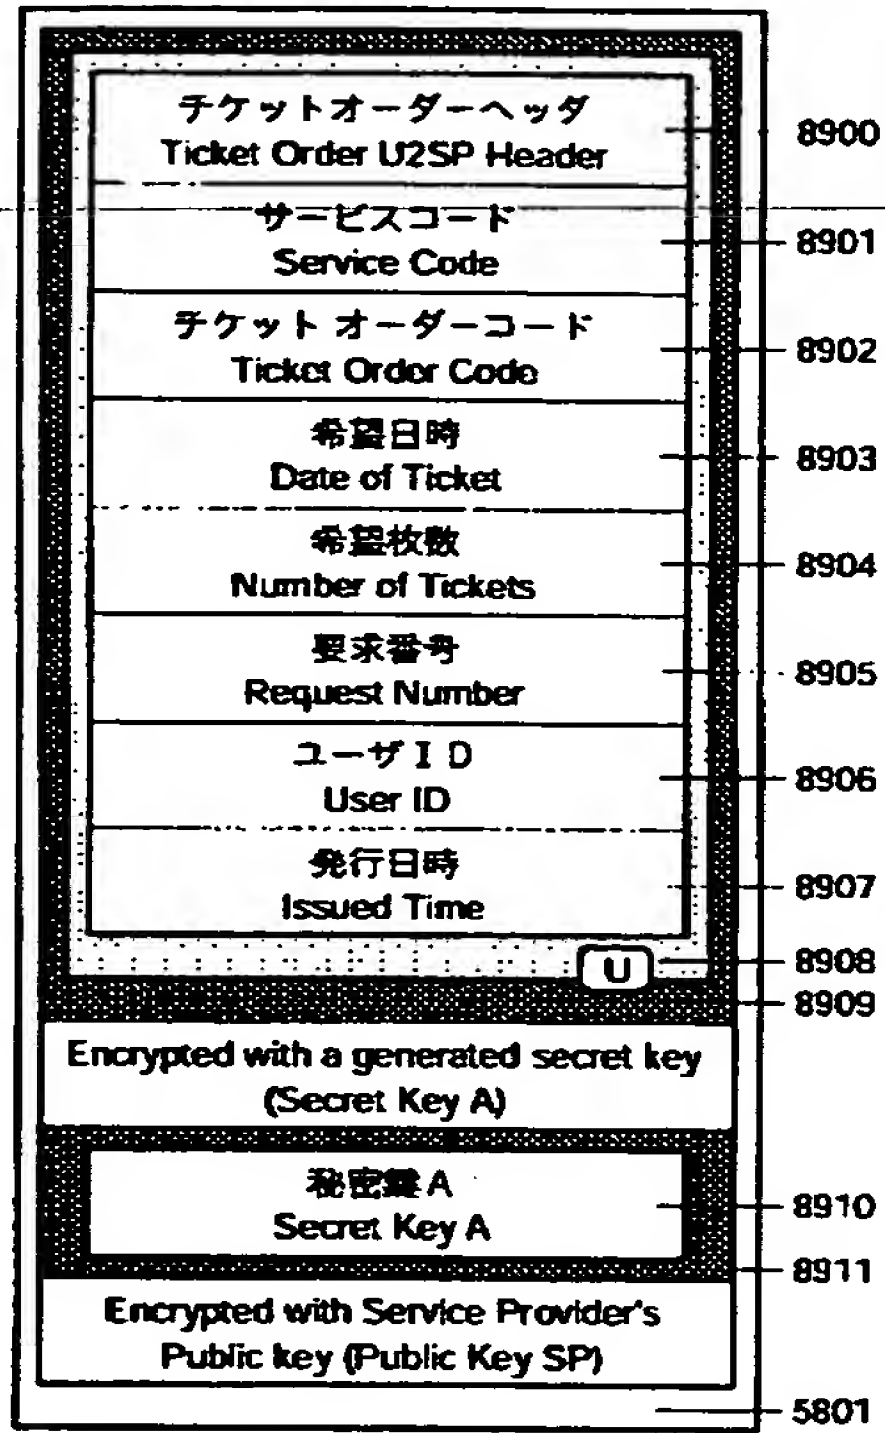 チケットオーダーヘッダ
Ticket Order U2SP Header
8900
サービスコード
Service Code
8901
チケット オーダーコード
Ticket Order Code
8902
希望日時
Date of Ticket
8903
希望枚数
Number of Tickets
8904
要求番号
Request Number
8905
ユーザID
User ID
8906
発行日時
Issued Time
8907
U
8908
8909
Encrypted with a generated secret key
(Secret Key A)
秘密鍵A
Secret Key A
8910
8911
Encrypted with Service Provider's
Public key (Public Key SP)
5801